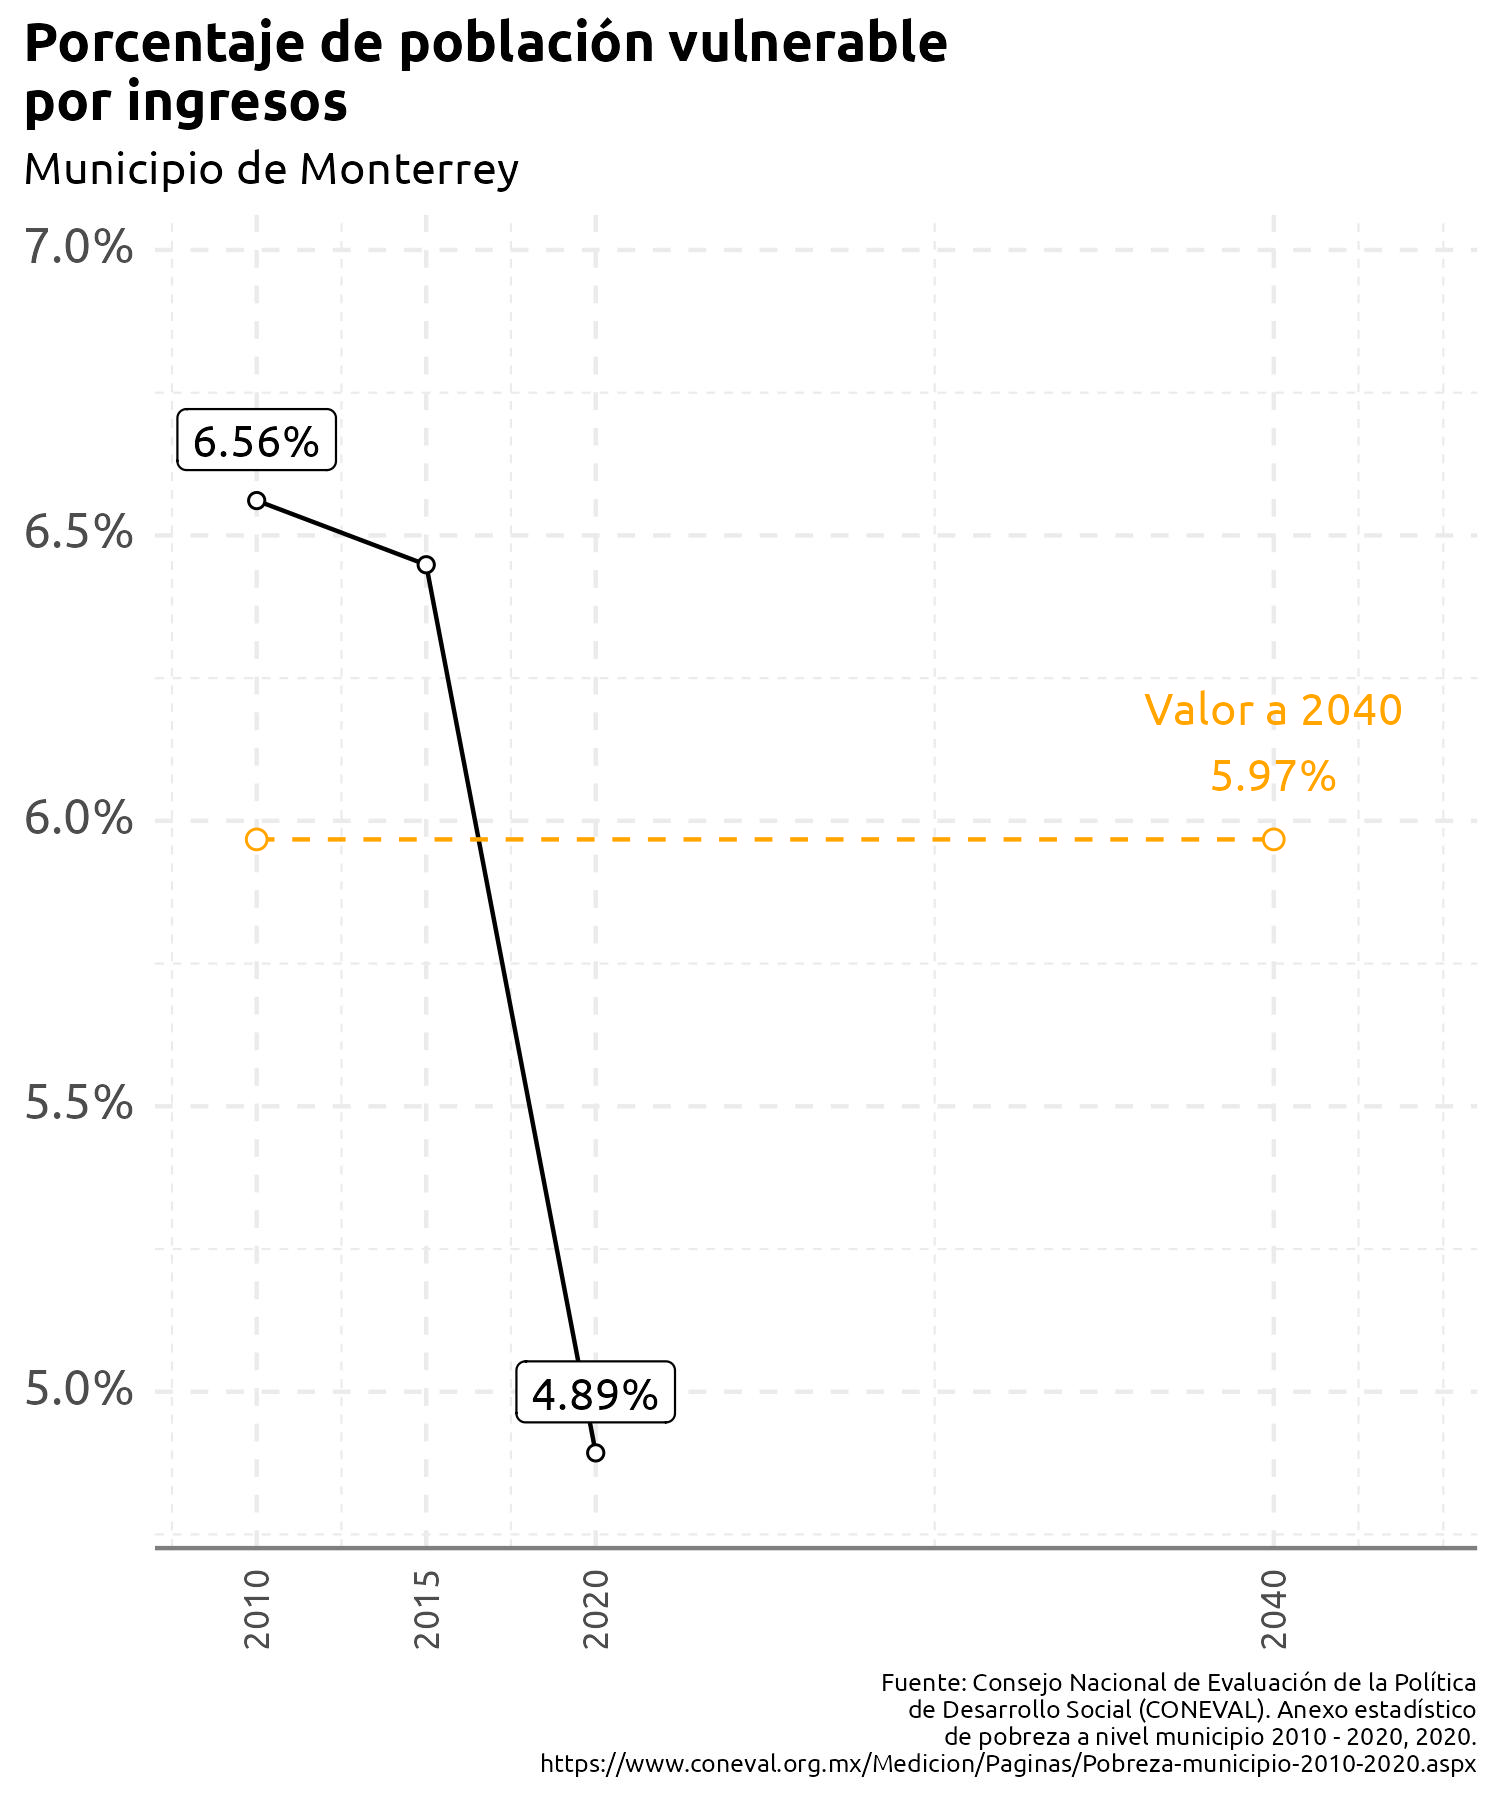 Porcentaje de población vulnerable
por ingresos
Municipio de Monterrey
7.0%
6.56%
6.5%
Valor a 2040
5.97%
6.0%
5.5%
5.0%
4.89%
2010
2015
2020
2040
Fuente: Consejo Nacional de Evaluación de la Política
de Desarrollo Social (CONEVAL). Anexo estadístico
de pobreza a nivel municipio 2010 - 2020, 2020.
https://www.coneval.org.mx/Medicion/Paginas/Pobreza-municipio-2010-2020.aspx